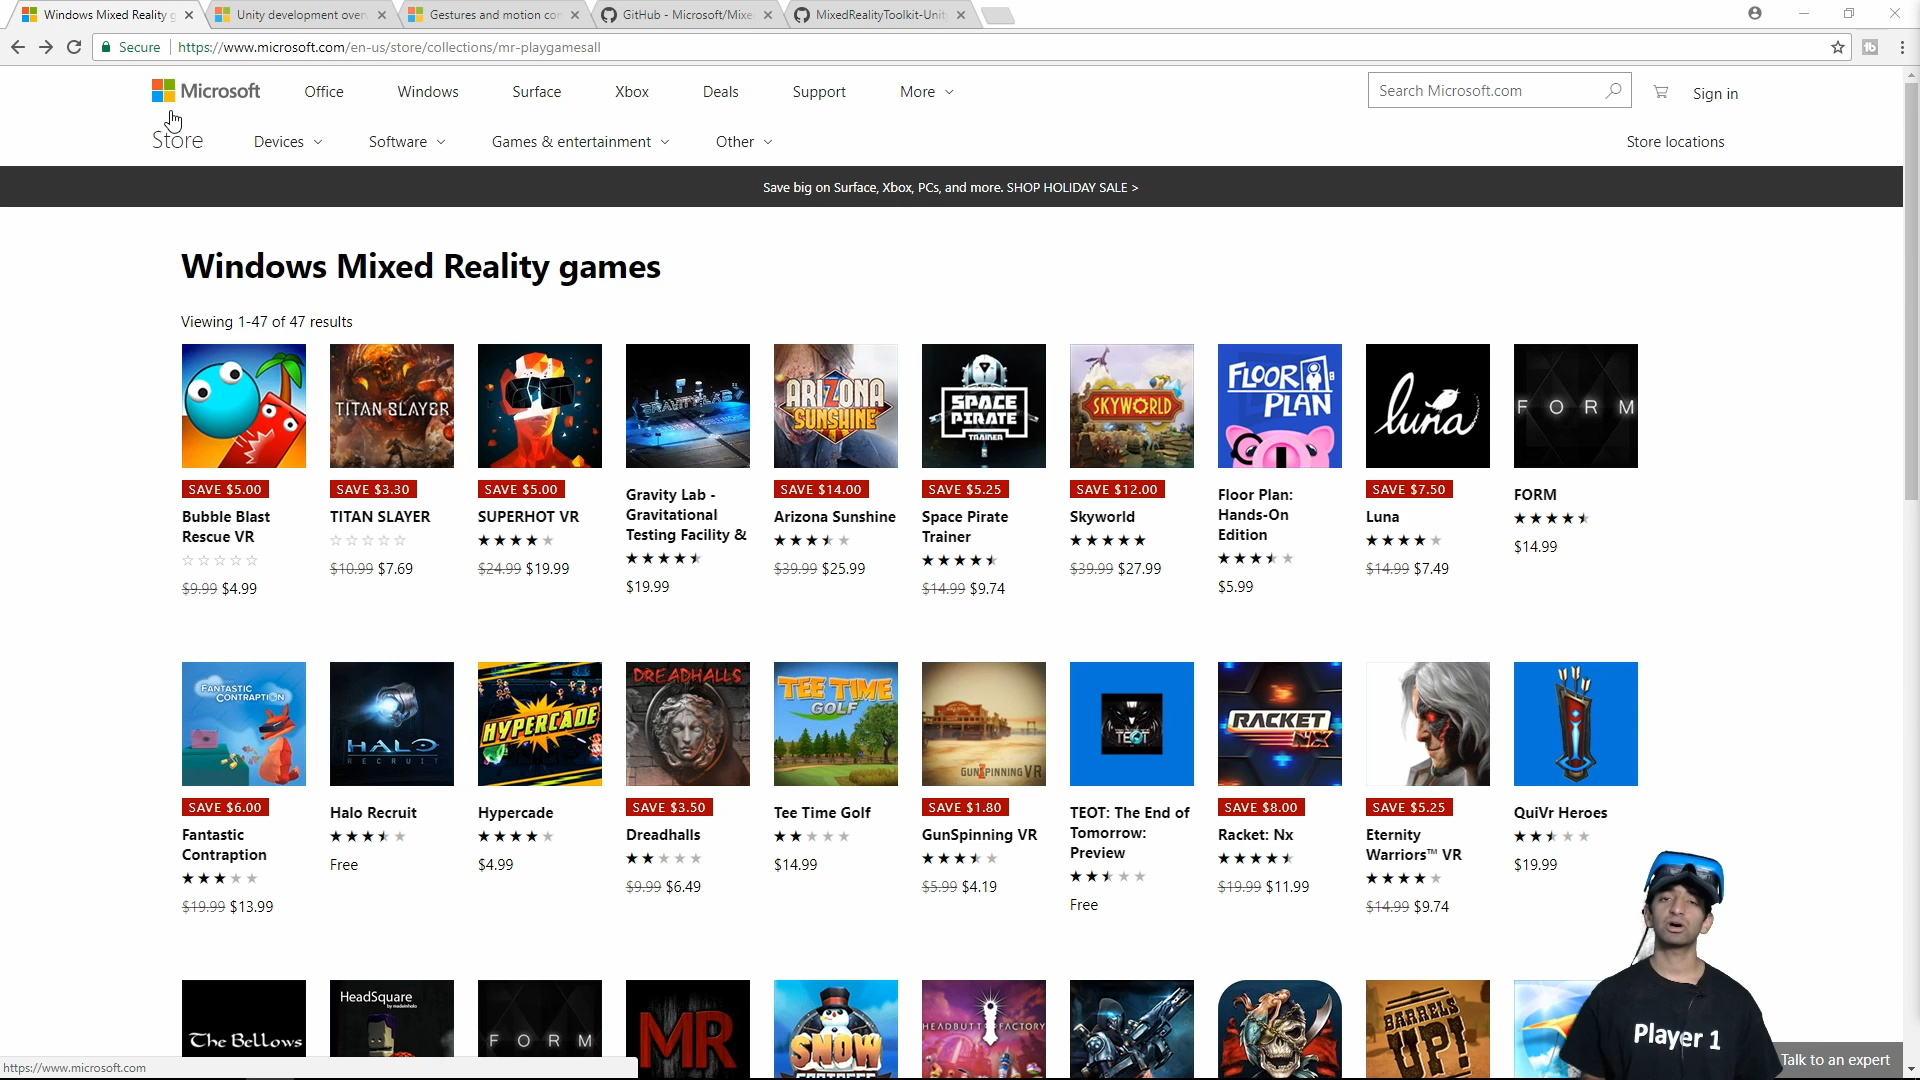 Windows Mixed Reality g
Unity development over
Gestures and motion con
GitHub - Microsoft/Mixe
MixedRealityToolkit-Unit
Secure
https://www.microsoft.com/en-us/store/collections/mr-playgamesall
Microsoft
Office
Windows
Surface
Xbox
Deals
Support
More
Search Microsoft.com
Sign in
Store
Devices
Software
Games & entertainment
Other
Store locations
Save big on Surface, Xbox, PCs, and more. SHOP HOLIDAY SALE >
Windows Mixed Reality games
Viewing 1-47 of 47 results
TITAN SLAYER
GRAVITY LAB
ARIZONA
SUNSHINE
SPACE
PIRATE
TRAINER
SKYWORLD
FLOOR
PLAN
luna
FORM
SAVE $5.00
Bubble Blast
Rescue VR
$9.99 $4.99
SAVE $3.30
TITAN SLAYER
$10.99 $7.69
SAVE $5.00
SUPERHOT VR
$24.99 $19.99
Gravity Lab -
Gravitational
Testing Facility &
$19.99
SAVE $14.00
Arizona Sunshine
$39.99 $25.99
SAVE $5.25
Space Pirate
Trainer
$14.99 $9.74
SAVE $12.00
Skyworld
$39.99 $27.99
Floor Plan:
Hands-On
Edition
$5.99
SAVE $7.50
Luna
$14.99 $7.49
FORM
$14.99
FANTASTIC
CONTRAPTION
HALO
RECRUIT
HYPERCADE
DREADHALLS
TEE TIME
GOLF
GUNSPINNING VR
TEOT
RACKET
NX
SAVE $6.00
Fantastic
Contraption
$19.99 $13.99
Halo Recruit
Free
Hypercade
$4.99
SAVE $3.50
Dreadhalls
$9.99 $6.49
Tee Time Golf
$14.99
SAVE $1.80
GunSpinning VR
$5.99 $4.19
TEOT: The End of
Tomorrow:
Preview
Free
SAVE $8.00
Racket: Nx
$19.99 $11.99
SAVE $5.25
Eternity
Warriors™ VR
$14.99 $9.74
QuiVr Heroes
$19.99
The Bellows
HeadSquare
FORM
MR
SNOW
FORTRESS
HEADBUTT FACTORY
BARRELS
UP!
Player 1
Talk to an expert
https://www.microsoft.com